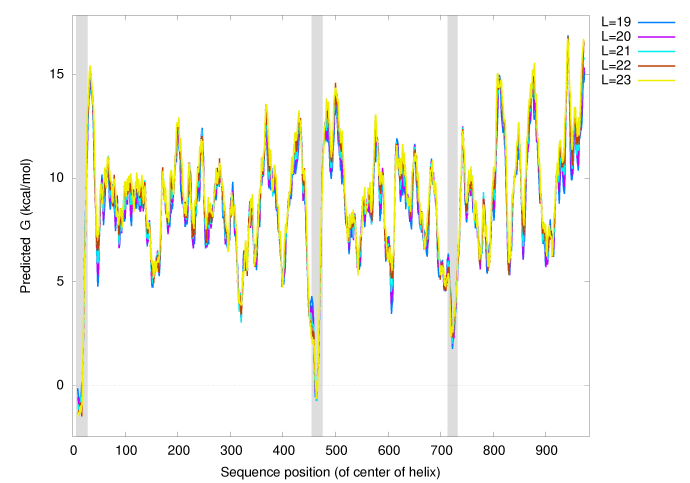 L=19
L=20
L=21
L=22
L=23
15
10
5
0
Predicted G (kcal/mol)
0 100 200 300 400 500 600 700 800 900
Sequence position (of center of helix)